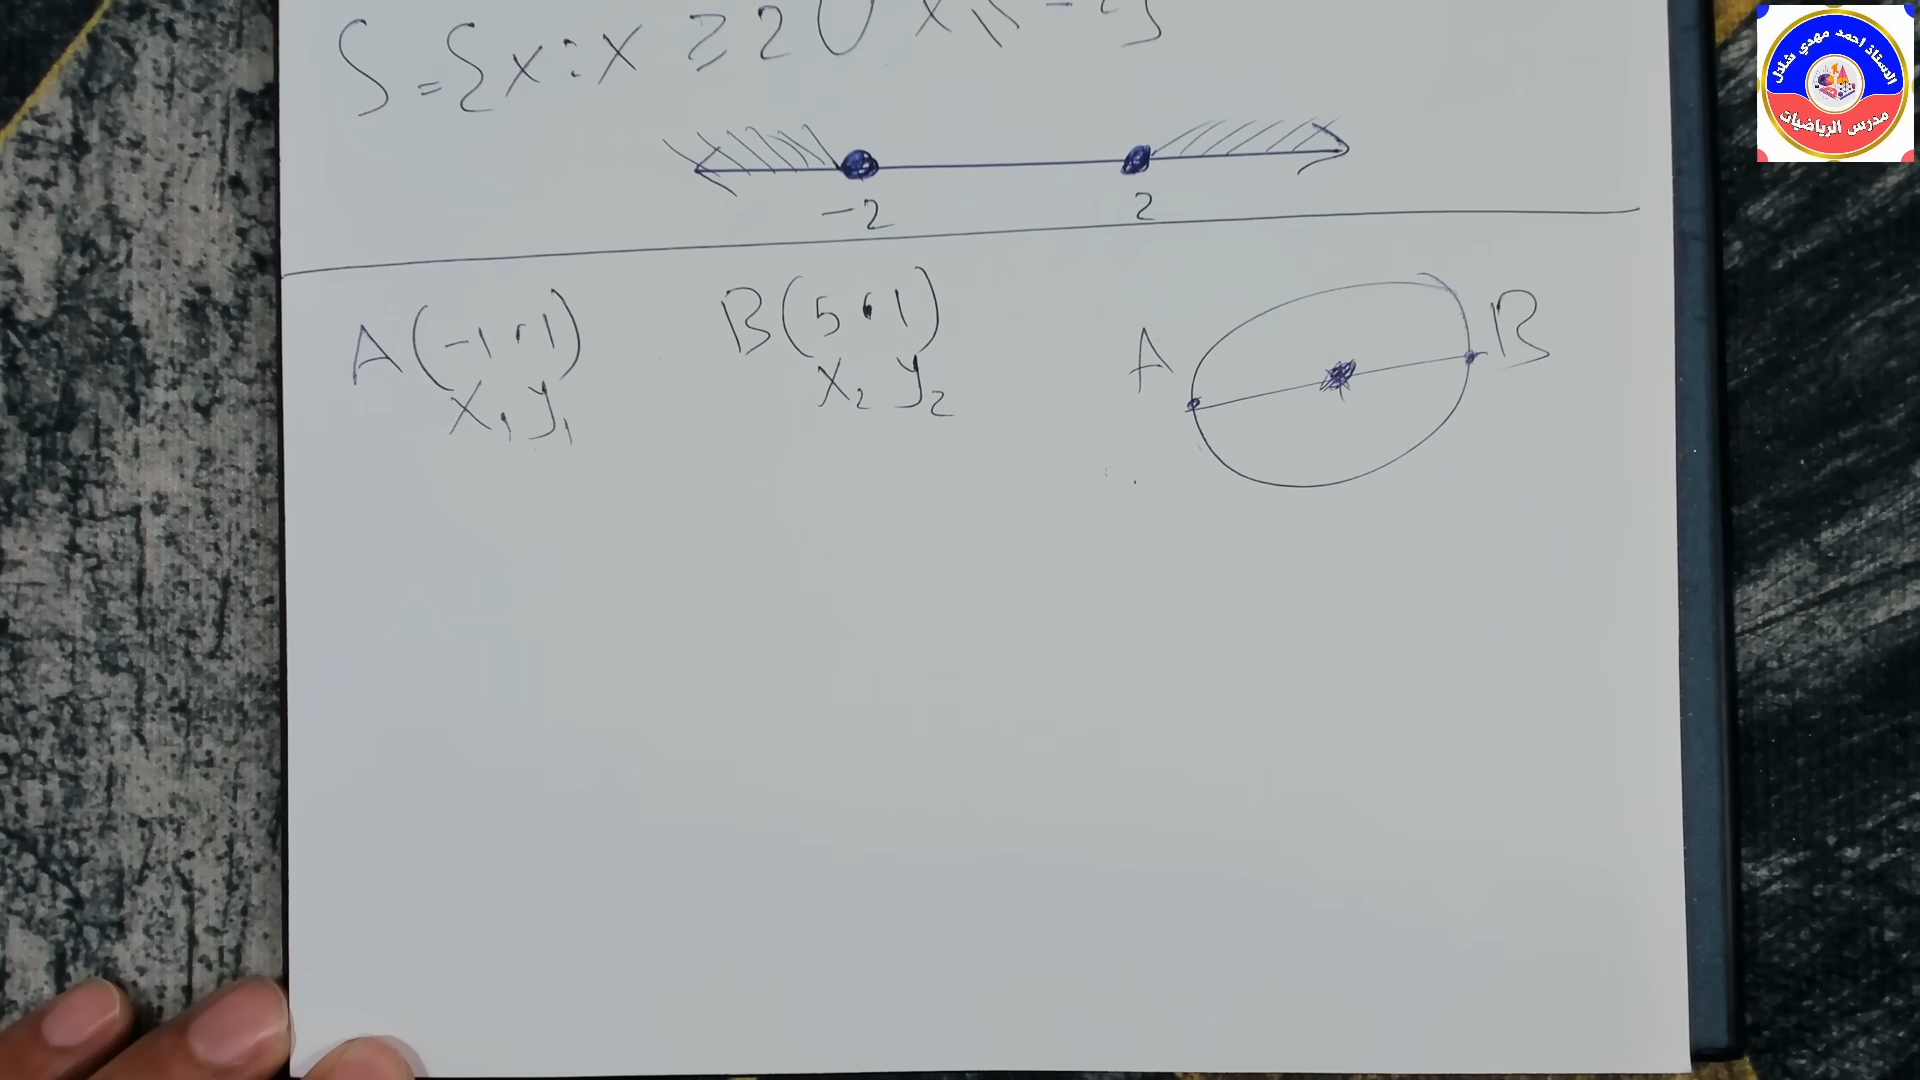 S = {x : x ≥ 2 ∪ x \ - 2}
الاستاذ احمد مهدي شلال
مدرس الرياضيات
-2 2
A (-1 , 1) B (5 , 1) A B
x₁ y₁ x₂ y₂